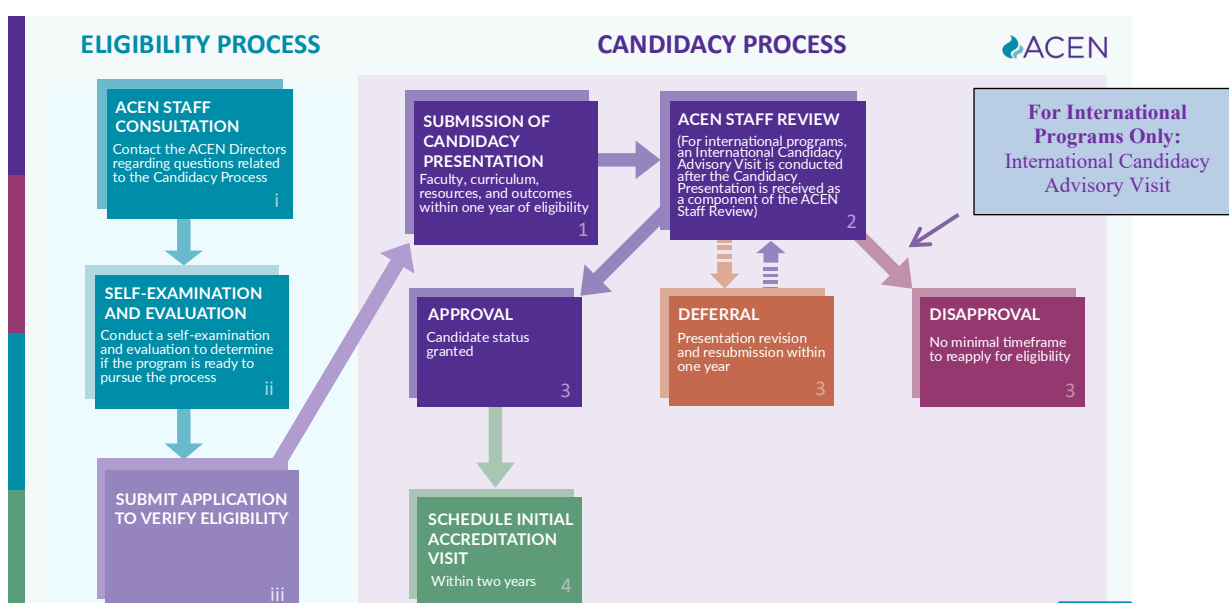 ELIGIBILITY PROCESS
CANDIDACY PROCESS
ACEN
ACEN STAFF
CONSULTATION
Contact the ACEN Directors
regarding questions related
to the Candidacy Process
i
SELF-EXAMINATION
AND EVALUATION
Conduct a self-examination
and evaluation to determine
if the program is ready to
pursue the process
ii
SUBMIT APPLICATION
TO VERIFY ELIGIBILITY
iii
SUBMISSION OF
CANDIDACY
PRESENTATION
Faculty, curriculum,
resources, and outcomes
within one year of eligibility
1
ACEN STAFF REVIEW
(For international programs,
an International Candidacy
Advisory Visit is conducted
after the Candidacy
Presentation is received as
a component of the ACEN
Staff Review)
2
For International
Programs Only:
International Candidacy
Advisory Visit
APPROVAL
Candidate status
granted
3
DEFERRAL
Presentation revision
and resubmission within
one year
3
DISAPPROVAL
No minimal timeframe
to reapply for eligibility
3
SCHEDULE INITIAL
ACCREDITATION
VISIT
Within two years
4